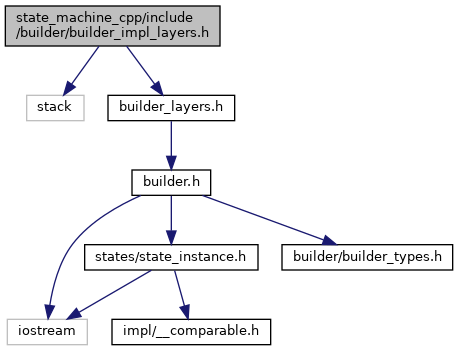 state_machine_cpp/include
/builder/builder_impl_layers.h
stack
builder_layers.h
builder.h
states/state_instance.h
builder/builder_types.h
iostream
impl/__comparable.h